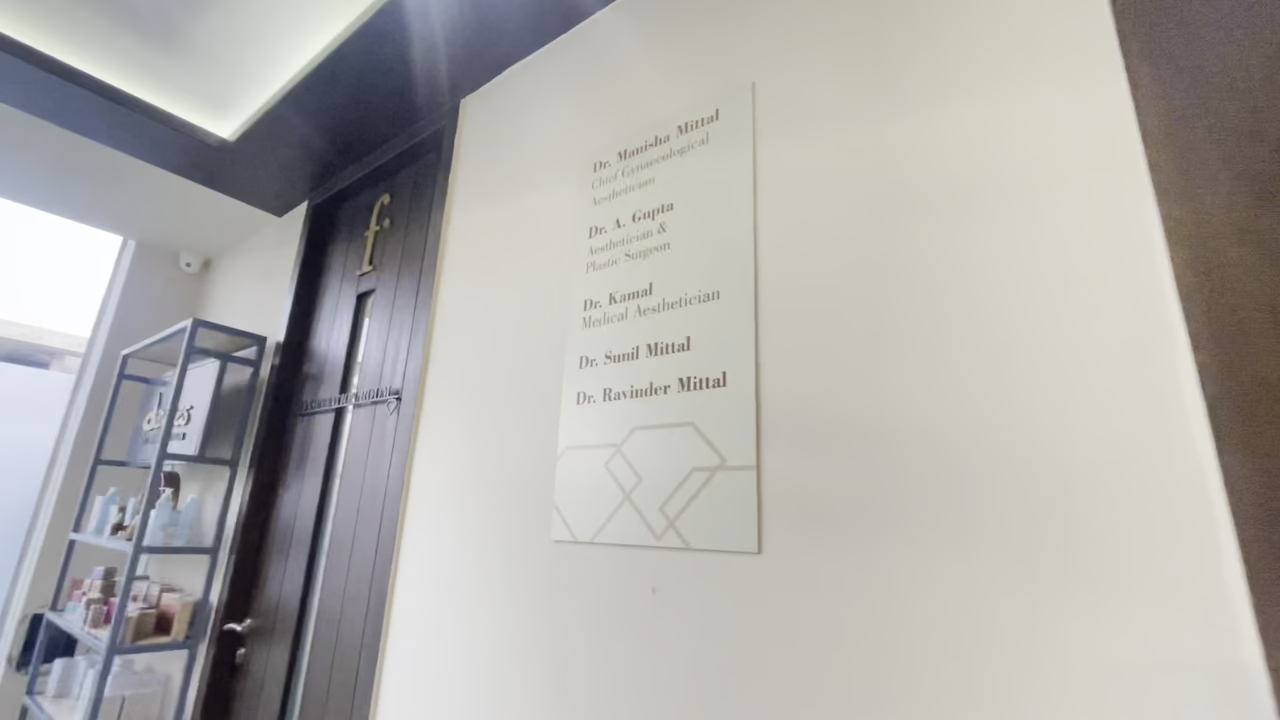 Dr. Manisha Mittal
Chief Gynaecological
Aesthetician
Dr. A. Gupta
Aesthetician &
Plastic Surgeon
Dr. Kamal
Medical Aesthetician
Dr. Sunil Mittal
Dr. Ravinder Mittal
f